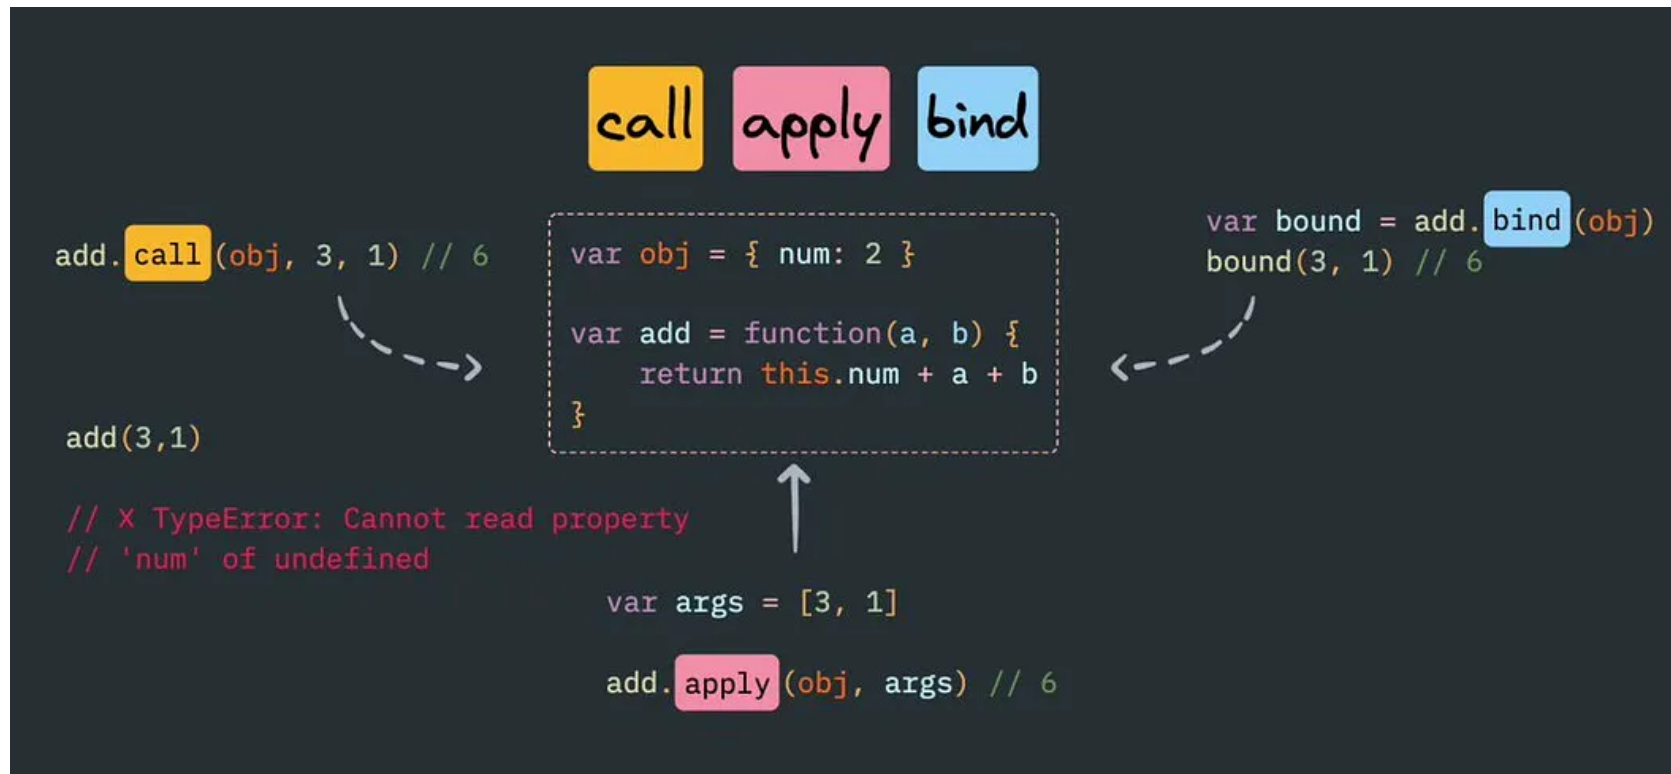 call apply bind
add.call(obj, 3, 1) // 6
var obj = { num: 2 }
var add = function(a, b) {
return this.num + a + b
}
var bound = add.bind(obj)
bound(3, 1) // 6
add(3,1)
// X TypeError: Cannot read property
// 'num' of undefined
var args = [3, 1]
add.apply(obj, args) // 6